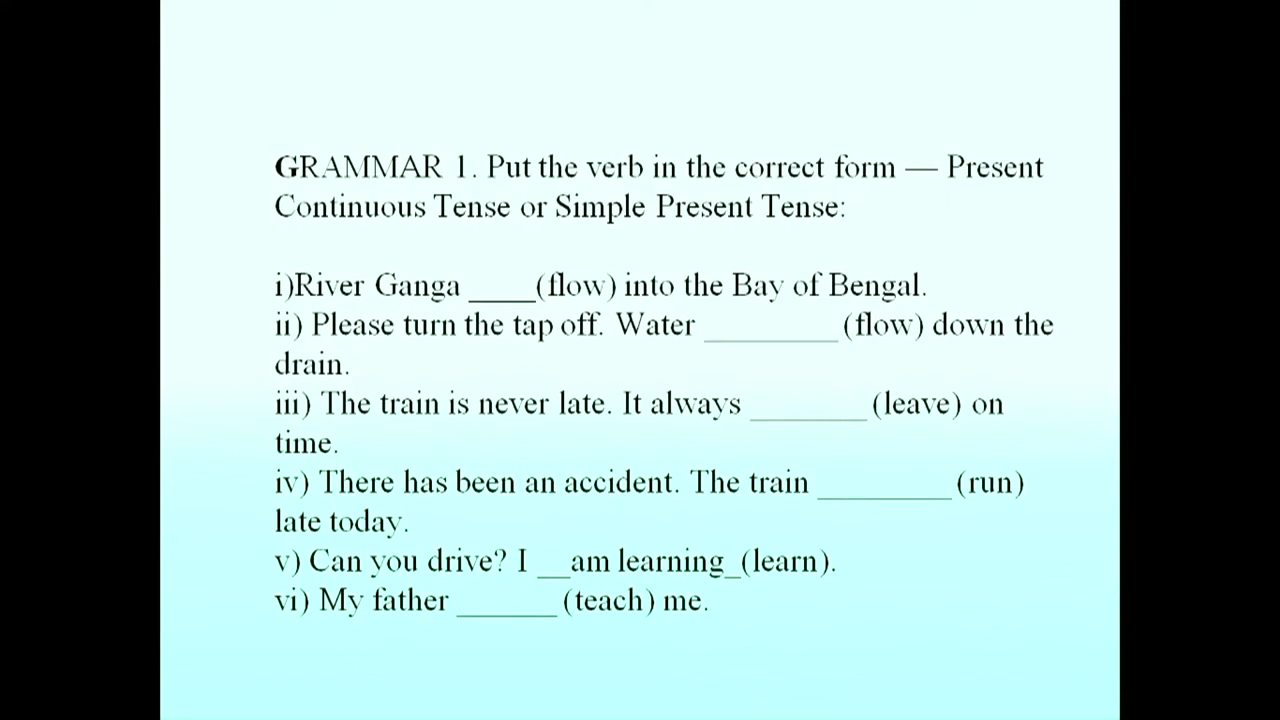 GRAMMAR 1. Put the verb in the correct form — Present
Continuous Tense or Simple Present Tense:
i)River Ganga ____(flow) into the Bay of Bengal.
ii) Please turn the tap off. Water ________ (flow) down the
drain.
iii) The train is never late. It always _______ (leave) on
time.
iv) There has been an accident. The train ________ (run)
late today.
v) Can you drive? I __am learning_(learn).
vi) My father ______ (teach) me.